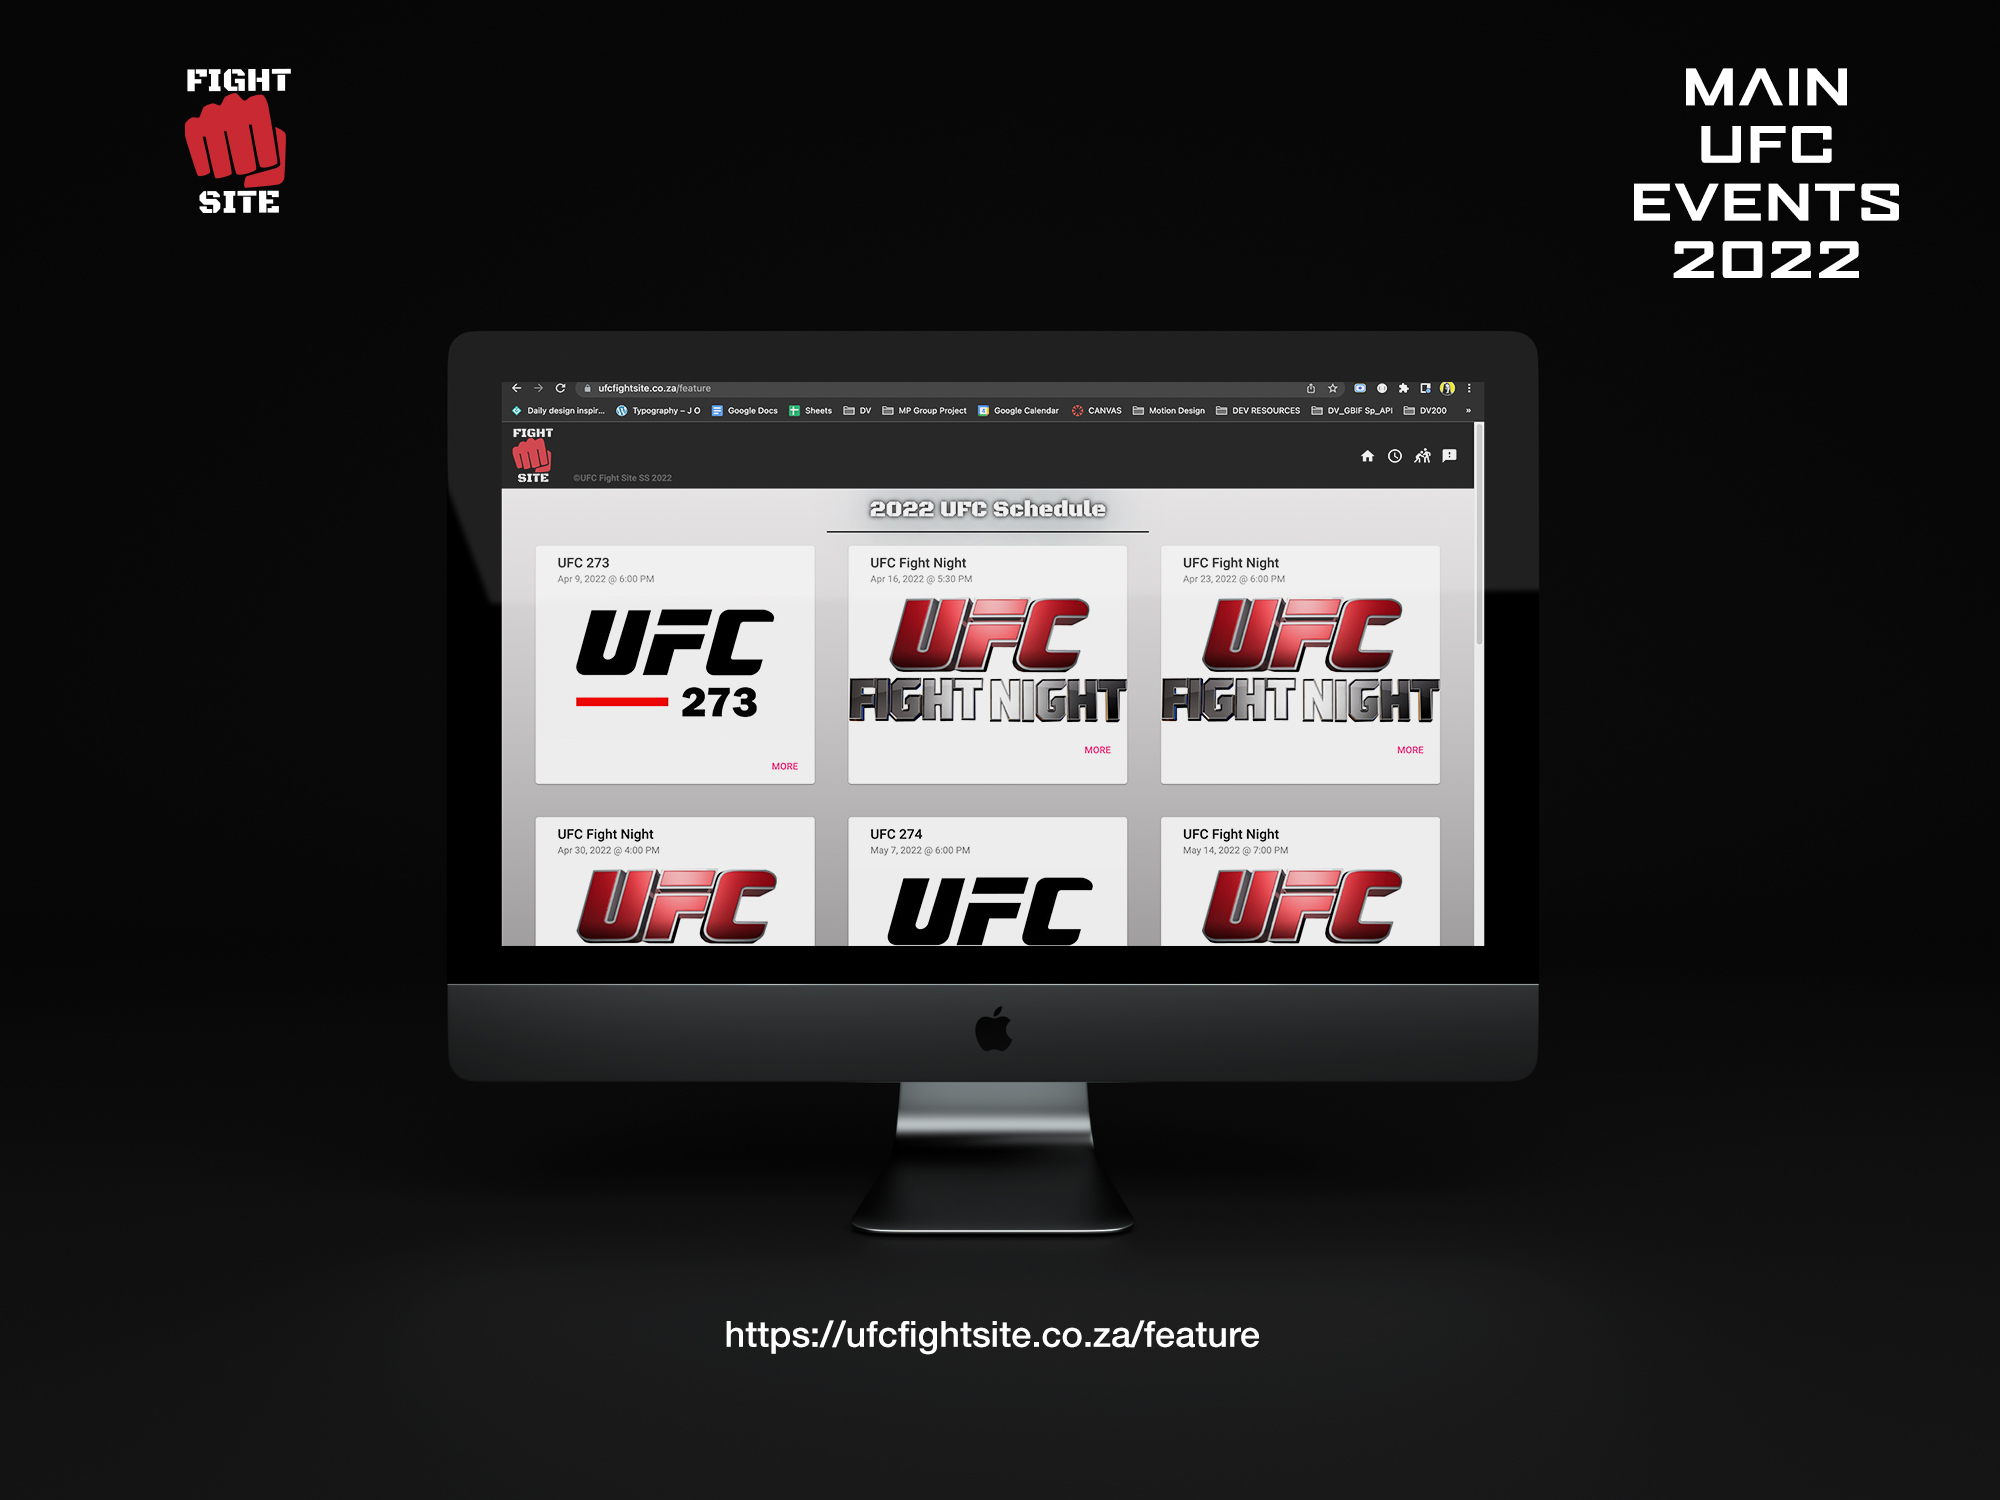 FIGHT
SITE
MAIN
UFC
EVENTS
2022
ufcfightsite.co.za/feature
Daily design inspir... Typography – J O Google Docs Sheets DV MP Group Project Google Calendar CANVAS Motion Design DEV RESOURCES DV_GBIF Sp_API DV200 »
FIGHT
SITE
©UFC Fight Site SS 2022
2022 UFC Schedule
UFC 273
Apr 9, 2022 @ 6:00 PM
UFC
273
MORE
UFC Fight Night
Apr 16, 2022 @ 5:30 PM
UFC
FIGHT NIGHT
MORE
UFC Fight Night
Apr 23, 2022 @ 6:00 PM
UFC
FIGHT NIGHT
MORE
UFC Fight Night
Apr 30, 2022 @ 4:00 PM
UFC
UFC 274
May 7, 2022 @ 6:00 PM
UFC
UFC Fight Night
May 14, 2022 @ 7:00 PM
UFC
https://ufcfightsite.co.za/feature